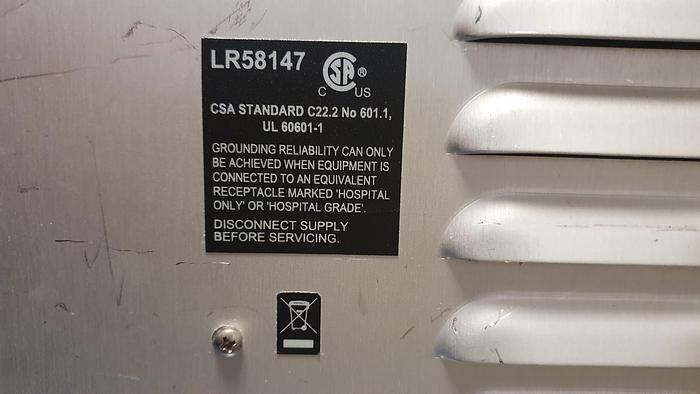 LR58147
CSA®
C US
CSA STANDARD C22.2 No 601.1,
UL 60601-1
GROUNDING RELIABILITY CAN ONLY
BE ACHIEVED WHEN EQUIPMENT IS
CONNECTED TO AN EQUIVALENT
RECEPTACLE MARKED 'HOSPITAL
ONLY' OR 'HOSPITAL GRADE'.
DISCONNECT SUPPLY
BEFORE SERVICING.